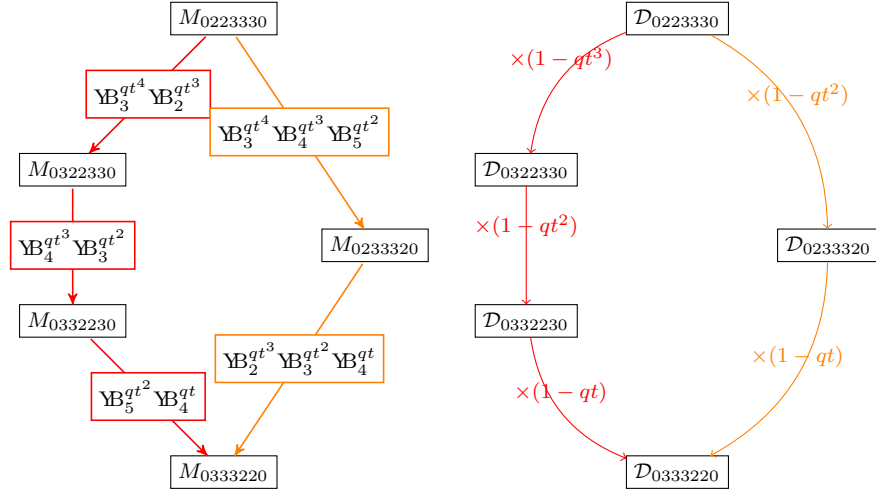 M_{0223330} 𝒟_{0223330}
×(1 − qt^3)
YB_3^{qt^4} YB_2^{qt^3} ×(1 − qt^2)
YB_3^{qt^4} YB_4^{qt^3} YB_5^{qt^2}
M_{0322330} 𝒟_{0322330}
×(1 − qt^2)
YB_4^{qt^3} YB_3^{qt^2} M_{0233320} 𝒟_{0233320}
M_{0332230} 𝒟_{0332230}
YB_2^{qt^3} YB_3^{qt^2} YB_4^{qt} ×(1 − qt)
YB_5^{qt^2} YB_4^{qt} ×(1 − qt)
M_{0333220} 𝒟_{0333220}